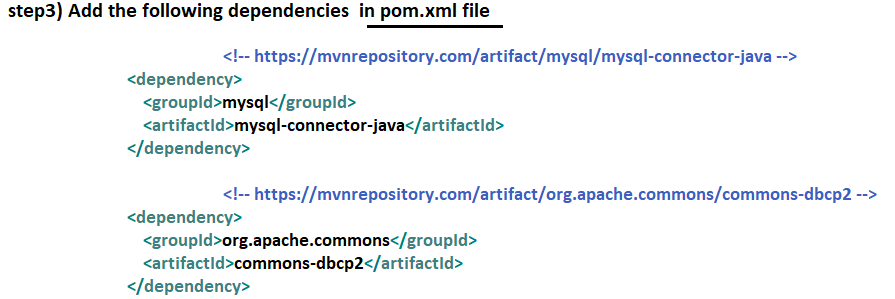 step3) Add the following dependencies in pom.xml file
<!-- https://mvnrepository.com/artifact/mysql/mysql-connector-java -->
<dependency>
<groupId>mysql</groupId>
<artifactId>mysql-connector-java</artifactId>
</dependency>
<!-- https://mvnrepository.com/artifact/org.apache.commons/commons-dbcp2 -->
<dependency>
<groupId>org.apache.commons</groupId>
<artifactId>commons-dbcp2</artifactId>
</dependency>